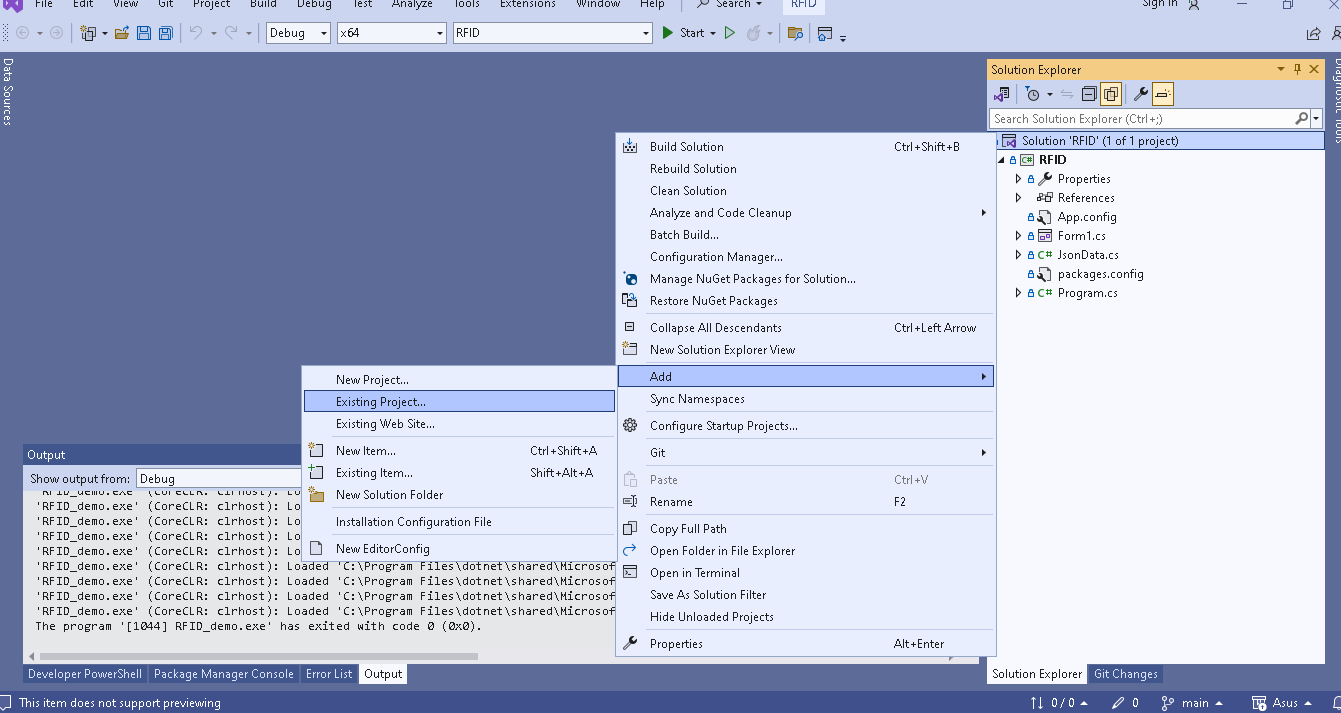 File Edit View Git Project Build Debug Test Analyze Tools Extensions Window Help Search RFID Sign in
Debug x64 RFID Start
Data Sources
Solution Explorer
Search Solution Explorer (Ctrl+;)
Solution 'RFID' (1 of 1 project)
RFID
Properties
References
App.config
Form1.cs
JsonData.cs
packages.config
Program.cs
Diagnostic Tools
Build Solution Ctrl+Shift+B
Rebuild Solution
Clean Solution
Analyze and Code Cleanup
Batch Build...
Configuration Manager...
Manage NuGet Packages for Solution...
Restore NuGet Packages
Collapse All Descendants Ctrl+Left Arrow
New Solution Explorer View
Add
Sync Namespaces
Configure Startup Projects...
Git
Paste Ctrl+V
Rename F2
Copy Full Path
Open Folder in File Explorer
Open in Terminal
Save As Solution Filter
Hide Unloaded Projects
Properties Alt+Enter
New Project...
Existing Project...
Existing Web Site...
New Item... Ctrl+Shift+A
Existing Item... Shift+Alt+A
New Solution Folder
Installation Configuration File
New EditorConfig
Output
Show output from: Debug
'RFID_demo.exe' (CoreCLR: clrhost): Lo
'RFID_demo.exe' (CoreCLR: clrhost): Lo
'RFID_demo.exe' (CoreCLR: clrhost): Lo
'RFID_demo.exe' (CoreCLR: clrhost): Lo
'RFID_demo.exe' (CoreCLR: clrhost): Lo
'RFID_demo.exe' (CoreCLR: clrhost): Loaded 'C:\Program Files\dotnet\shared\Microsof
'RFID_demo.exe' (CoreCLR: clrhost): Loaded 'C:\Program Files\dotnet\shared\Microsof
'RFID_demo.exe' (CoreCLR: clrhost): Loaded 'C:\Program Files\dotnet\shared\Microsof
'RFID_demo.exe' (CoreCLR: clrhost): Loaded 'C:\Program Files\dotnet\shared\Microsof
The program '[1044] RFID_demo.exe' has exited with code 0 (0x0).
Developer PowerShell Package Manager Console Error List Output
Solution Explorer Git Changes
This item does not support previewing 0 / 0 0 main Asus